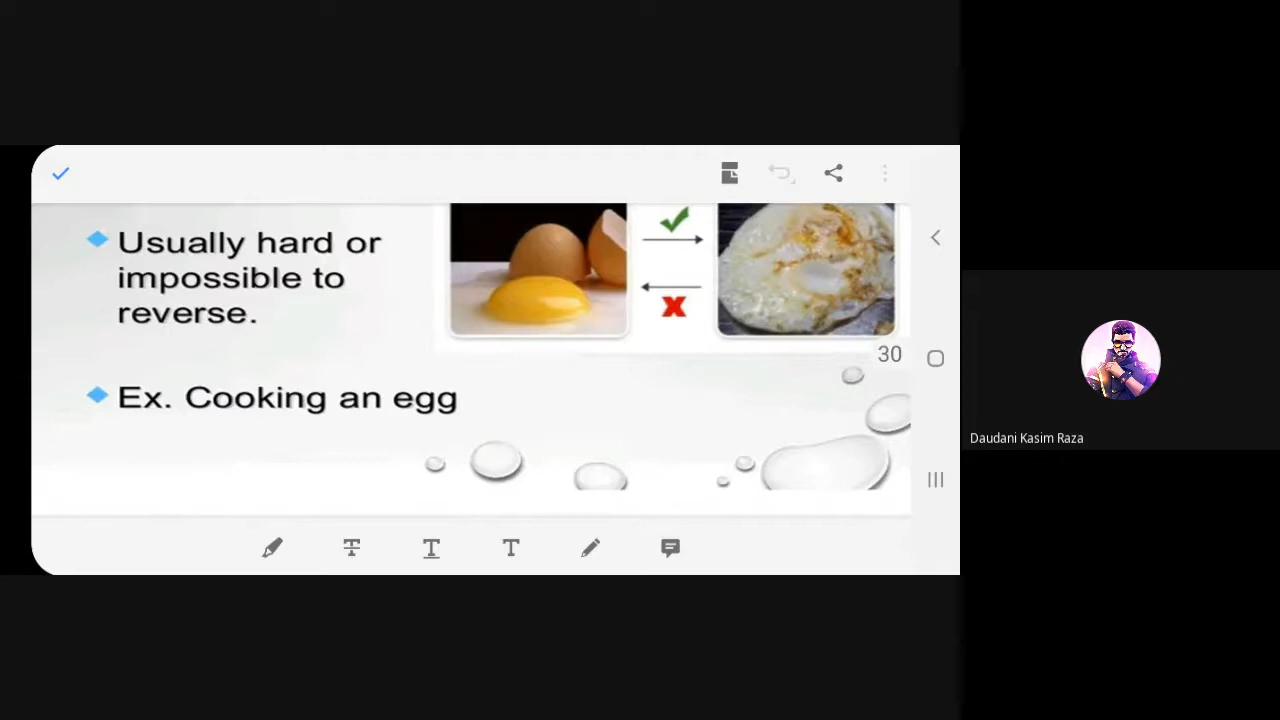 Usually hard or
impossible to
reverse.
30
Ex. Cooking an egg
Daudani Kasim Raza